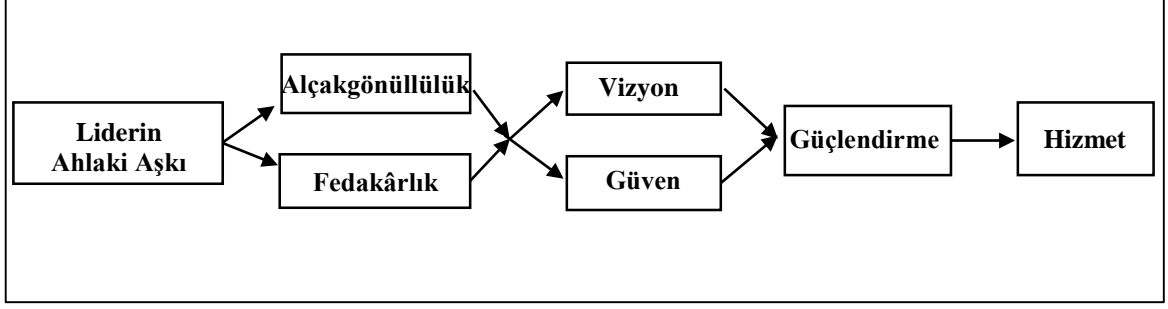 Liderin
Ahlaki Aşkı
Alçakgönüllülük
Fedakârlık
Vizyon
Güven
Güçlendirme
Hizmet